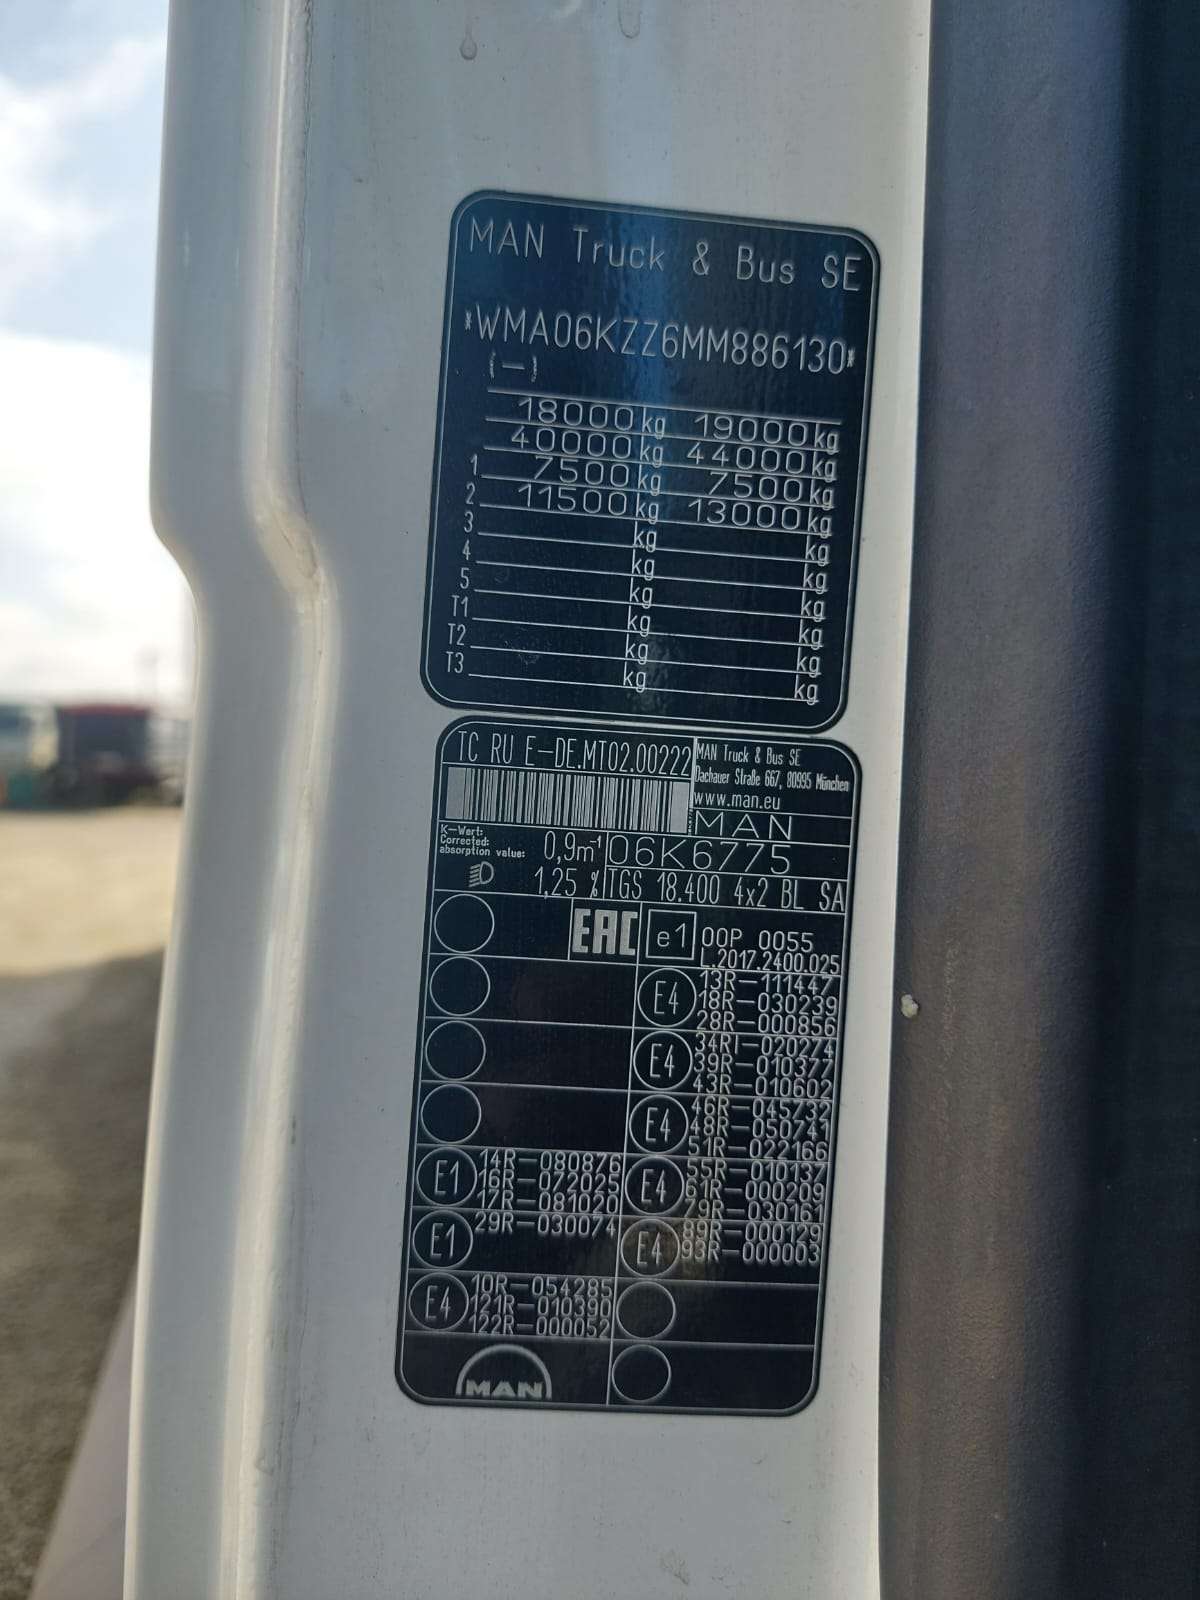 MAN Truck & Bus SE
*WMA06KZZ6MM886130*
(-)
18000 kg 19000 kg
40000 kg 44000 kg
1 7500 kg 7500 kg
2 11500 kg 13000 kg
3 kg kg
4 kg kg
5 kg kg
T1 kg kg
T2 kg kg
T3 kg kg
TC RU E-DE.MT02.00222
MAN Truck & Bus SE
Dachauer Straße 667, 80995 München
www.man.eu
MAN
K-Wert:
Corrected:
absorption value:
0,9m⁻¹
06K6775
1,25 %
TGS 18.400 4x2 BL SA
EAC
e1
00P 0055
L.2017.2400.025
E4
13R-111447
18R-030239
28R-000856
E4
34RI-020274
39R-010377
43R-010602
E4
46R-045732
48R-050741
51R-022166
E1
14R-080876
16R-072025
17R-081020
E4
55R-010137
61R-000209
79R-030161
E1
29R-030074
E4
89R-000129
93R-000003
E4
10R-054285
121R-010390
122R-000052
MAN